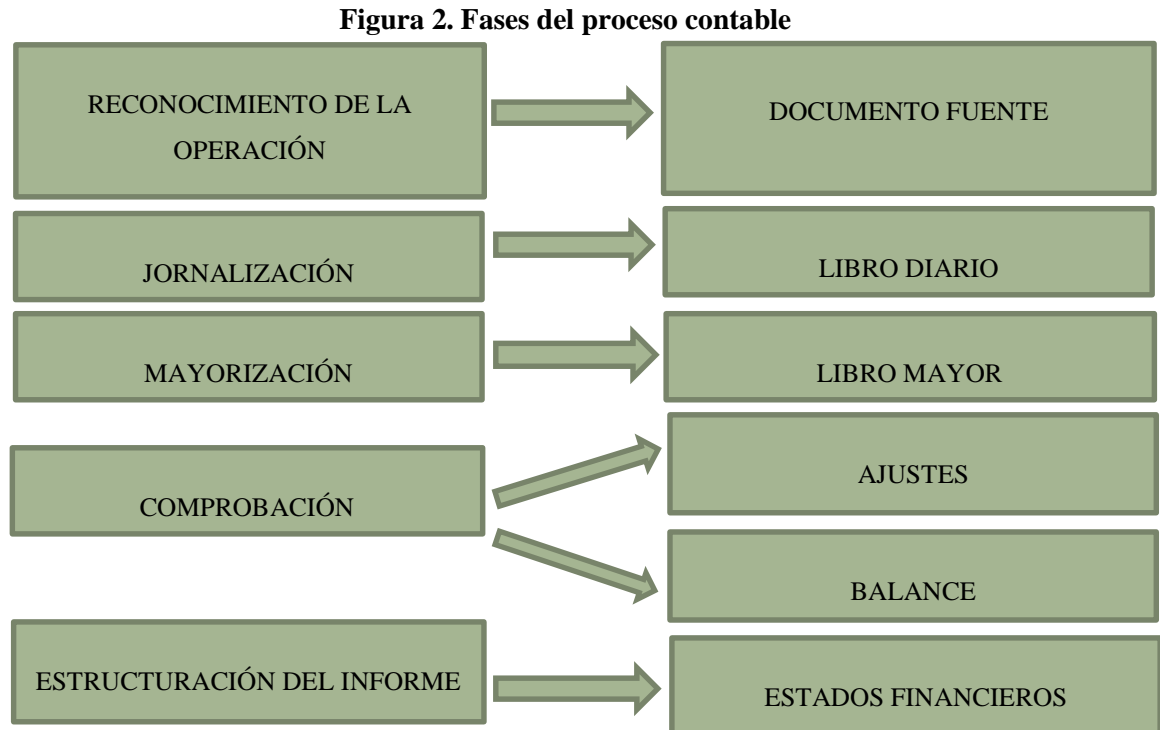 Figura 2. Fases del proceso contable
RECONOCIMIENTO DE LA
OPERACIÓN
DOCUMENTO FUENTE
JORNALIZACIÓN
LIBRO DIARIO
MAYORIZACIÓN
LIBRO MAYOR
COMPROBACIÓN
AJUSTES
BALANCE
ESTRUCTURACIÓN DEL INFORME
ESTADOS FINANCIEROS